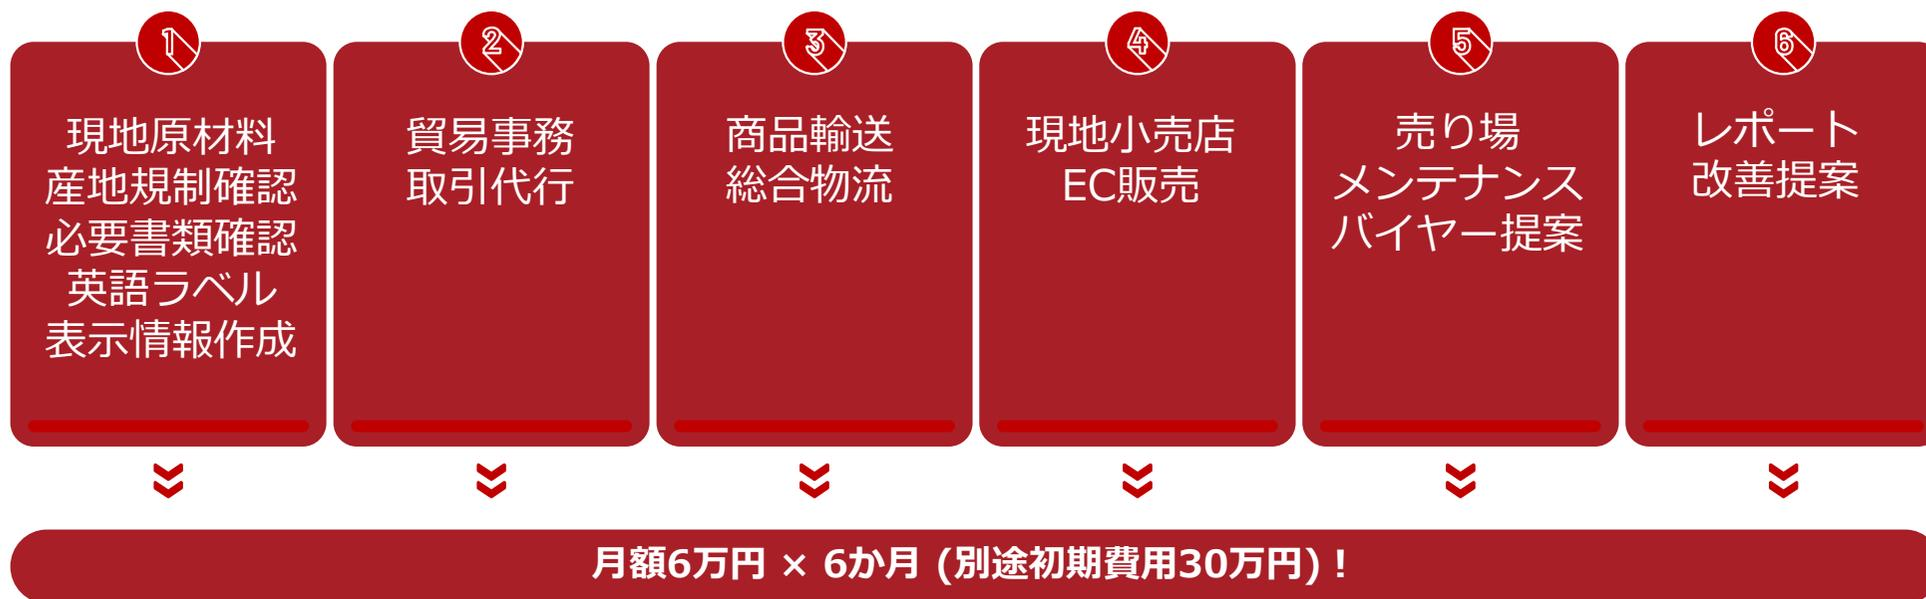 1
現地原材料
産地規制確認
必要書類確認
英語ラベル
表示情報作成
2
貿易事務
取引代行
3
商品輸送
総合物流
4
現地小売店
EC販売
5
売り場
メンテナンス
バイヤー提案
6
レポート
改善提案
月額6万円 × 6か月 (別途初期費用30万円)！